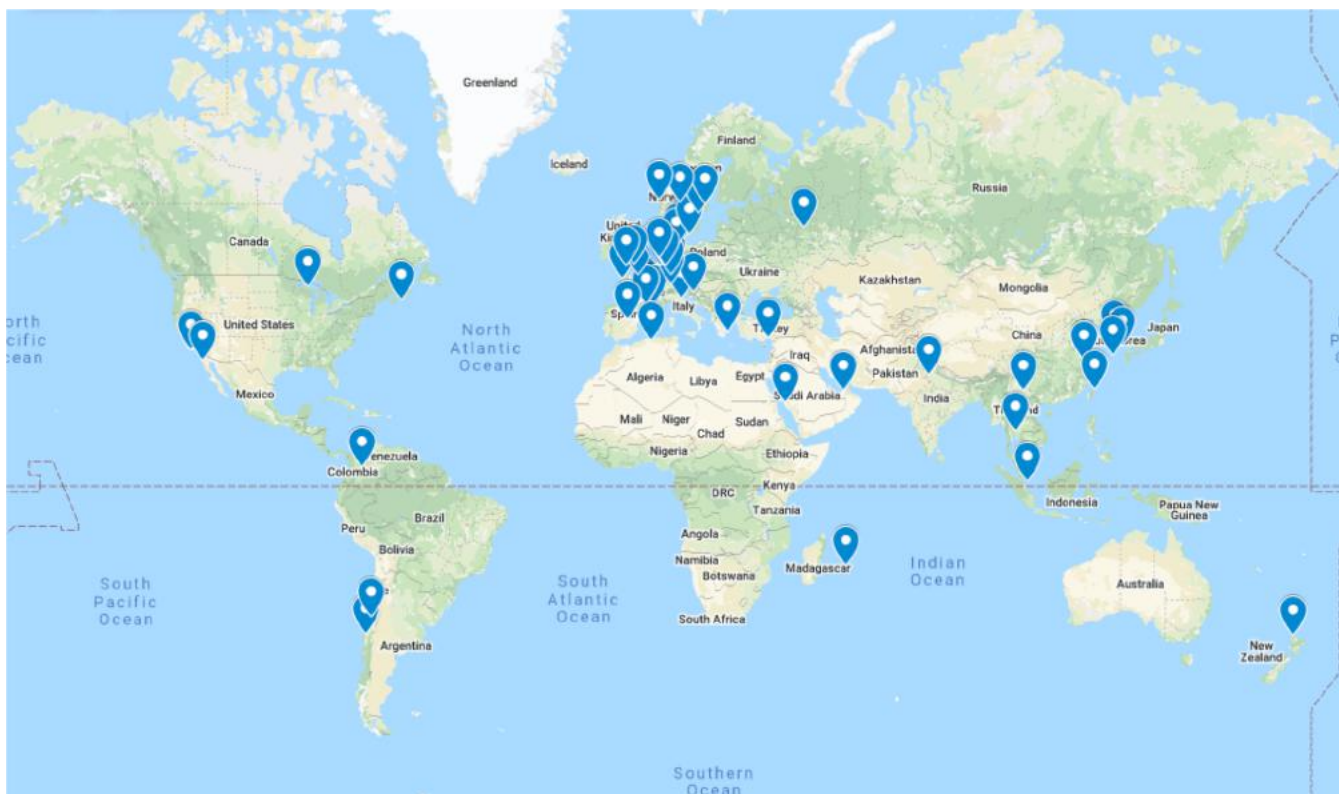 Greenland
Finland
Iceland
Russia
Canada
United
Poland
Ukraine
Kazakhstan
Mongolia
United States
Italy
North
Atlantic
Ocean
China
Japan
Iraq
Afghanistan
Pakistan
Algeria
Libya
Egypt
Mexico
India
Mali
Niger
Sudan
Chad
Nigeria
Ethiopia
Colombia
Kenya
DRC
Indonesia
Tanzania
Papua New
Guinea
Brazil
Peru
Angola
Bolivia
Namibia
Madagascar
Botswana
Indian
Ocean
South
Pacific
Ocean
South
Atlantic
Ocean
Australia
South Africa
Argentina
New
Zealand
Southern
Ocean